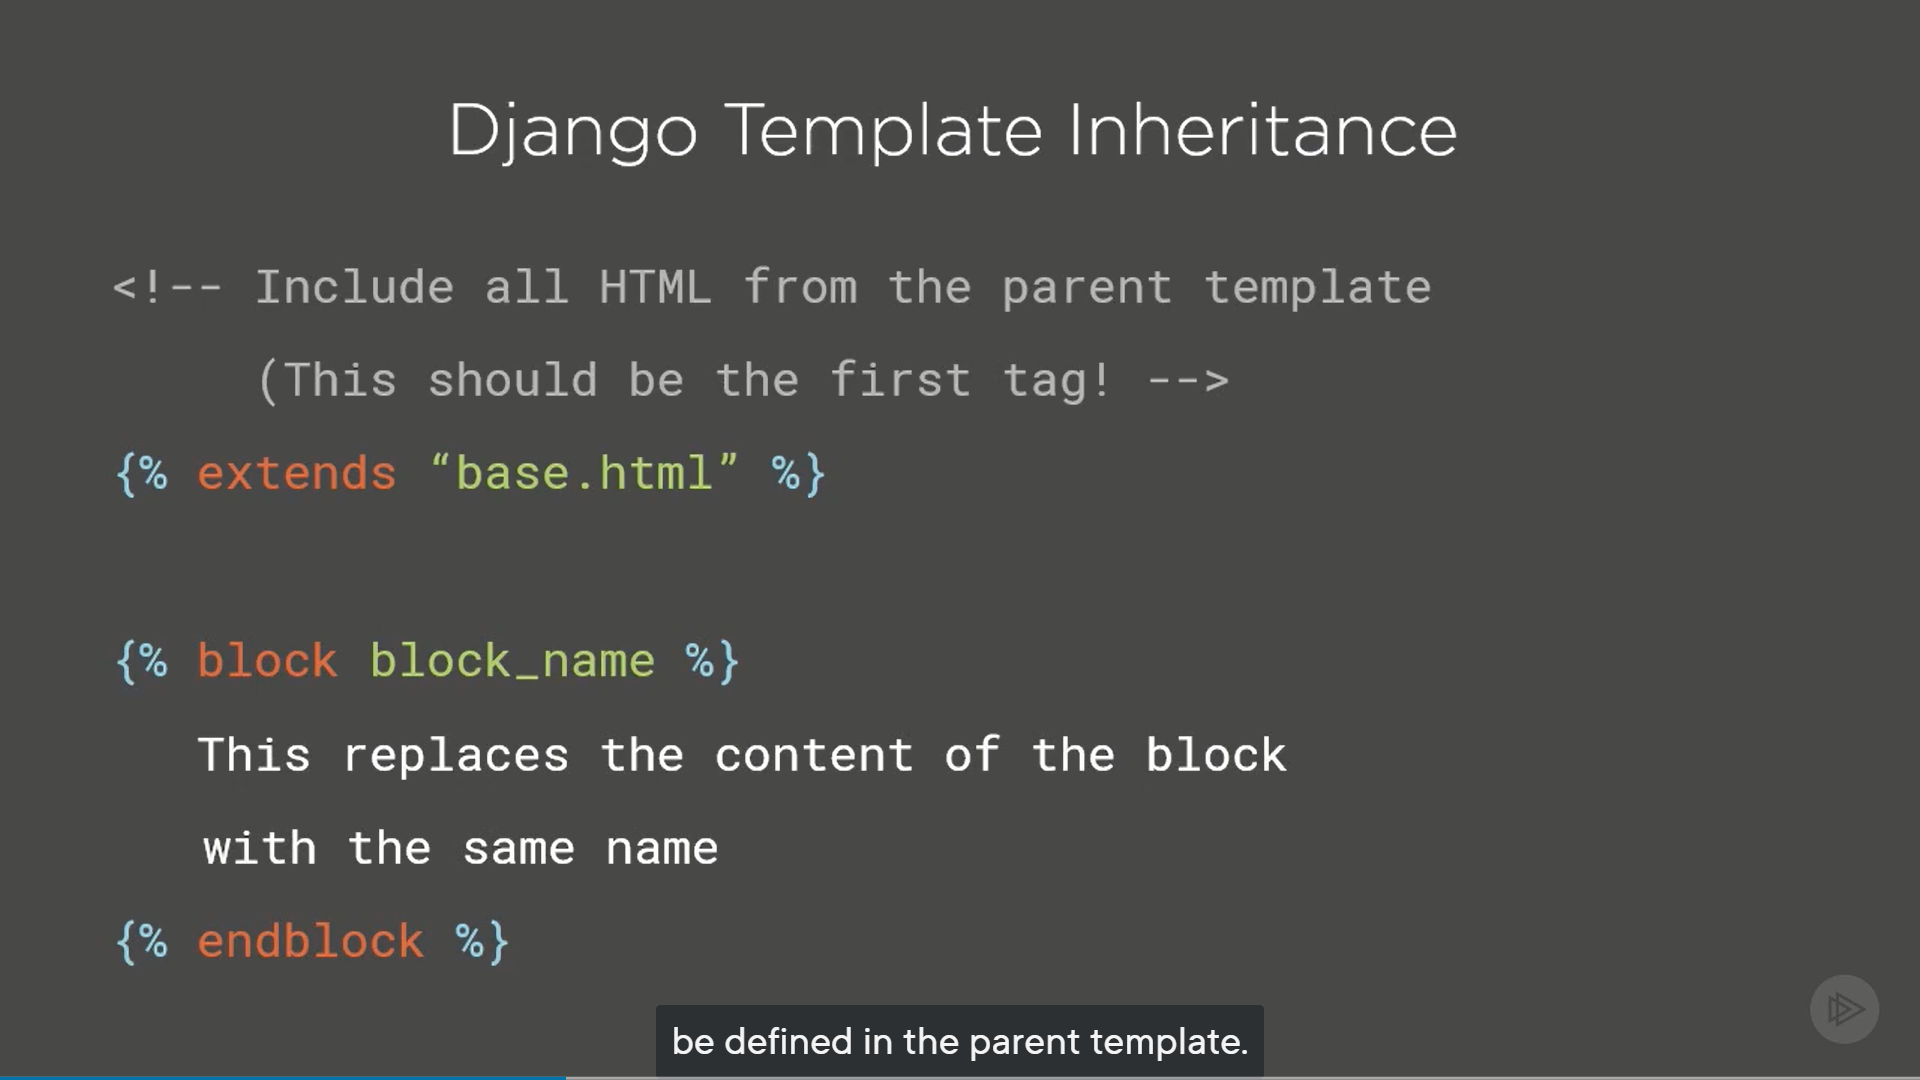 Django Template Inheritance
<!-- Include all HTML from the parent template
(This should be the first tag! -->
{% extends “base.html” %}
{% block block_name %}
This replaces the content of the block
with the same name
{% endblock %}
be defined in the parent template.